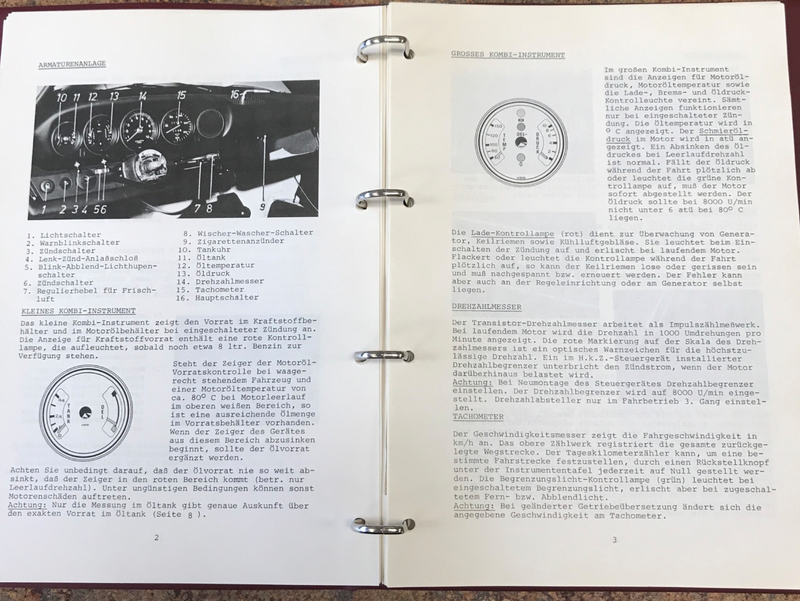 ARMATURENANLAGE
10 11 12 13 14 15 16
1 2 3 4 5 6 7 8 9
1. Lichtschalter
2. Warnblinkschalter
3. Zündschalter
4. Lenk-Zünd-Anlaßschloß
5. Blink-Abblend-Lichthupen-
schalter
6. Zündschalter
7. Regulierhebel für Frisch-
luft
8. Wischer-Wascher-Schalter
9. Zigarettenanzünder
10. Tankuhr
11. Öltank
12. Öltemperatur
13. Öldruck
14. Drehzahlmesser
15. Tachometer
16. Hauptschalter
KLEINES KOMBI-INSTRUMENT
Das kleine Kombi-Instrument zeigt den Vorrat im Kraftstoffbe-
hälter und im Motorölbehälter bei eingeschalteter Zündung an.
Die Anzeige für Kraftstoffvorrat enthält eine rote Kontroll-
lampe, die aufleuchtet, sobald noch etwa 8 ltr. Benzin zur
Verfügung stehen.
TANK
OEL
Steht der Zeiger der Motoröl-
Vorratskontrolle bei waage-
recht stehendem Fahrzeug und
einer Motoröltemperatur von
ca. 80º C bei Motorleerlauf
im oberen weißen Bereich, so
ist eine ausreichende Ölmenge
im Vorratsbehälter vorhanden.
Wenn der Zeiger des Gerätes
aus diesem Bereich abzusinken
beginnt, sollte der Ölvorrat
ergänzt werden.
Achten Sie unbedingt darauf, daß der Ölvorrat nie so weit ab-
sinkt, daß der Zeiger in den roten Bereich kommt (betr. nur
Leerlaufdrehzahl). Unter ungünstigen Bedingungen können sonst
Motorenschäden auftreten.
Achtung: Nur die Messung im Öltank gibt genaue Auskunft über
den exakten Vorrat im Öltank (Seite 8 ).
2
GROSSES KOMBI-INSTRUMENT
TEMP
OEL-
DRUCK
Im großen Kombi-Instrument
sind die Anzeigen für Motoröl-
druck, Motoröltemperatur sowie
die Lade-, Brems- und Öldruck-
Kontrolleuchte vereint. Sämt-
liche Anzeigen funktionieren
nur bei eingeschalteter Zün-
dung. Die Öltemperatur wird in
º C angezeigt. Der Schmieröl-
druck im Motor wird in atü an-
gezeigt. Ein Absinken des Öl-
druckes bei Leerlaufdrehzahl
ist normal. Fällt der Öldruck
während der Fahrt plötzlich ab
oder leuchtet die grüne Kon-
trollampe auf, muß der Motor
sofort abgestellt werden. Der
Öldruck sollte bei 8000 U/min
nicht unter 6 atü bei 80º C
liegen.
Die Lade-Kontrollampe (rot) dient zur Überwachung von Genera-
tor, Keilriemen sowie Kühlluftgebläse. Sie leuchtet beim Ein-
schalten der Zündung auf und erlischt bei laufendem Motor.
Flackert oder leuchtet die Kontrollampe während der Fahrt
plötzlich auf, so kann der Keilriemen lose oder gerissen sein
und muß nachgespannt bzw. erneuert werden. Der Fehler kann
aber auch an der Regeleinrichtung oder am Generator selbst
liegen.
DREHZAHLMESSER
Der Transistor-Drehzahlmesser arbeitet als Impulszählmeßwerk.
Bei laufendem Motor wird die Drehzahl in 1000 Umdrehungen pro
Minute angezeigt. Die rote Markierung auf der Skala des Dreh-
zahlmessers ist ein optisches Warnzeichen für die höchstzu-
lässige Drehzahl. Ein im H.k.Z.-Steuergerät installierter
Drehzahlbegrenzer unterbricht den Zündstrom, wenn der Motor
darüberhinaus belastet wird.
Achtung: Bei Neumontage des Steuergerätes Drehzahlbegrenzer
einstellen. Der Drehzahlbegrenzer wird auf 8000 U/min einge-
stellt. Drehzahlabsteller nur im Fahrbetrieb 3. Gang einstel-
len.
TACHOMETER
Der Geschwindigkeitsmesser zeigt die Fahrgeschwindigkeit in
km/h an. Das obere Zählwerk registriert die gesamte zurückge-
legte Wegstrecke. Der Tageskilometerzähler kann, um eine be-
stimmte Fahrstrecke festzustellen, durch einen Rückstellknopf
unter der Instrumententafel jederzeit auf Null gestellt wer-
den. Die Begrenzungslicht-Kontrollampe (grün) leuchtet bei
eingeschaltetem Begrenzungslicht, erlischt aber bei zugeschal-
tetem Fern- bzw. Abblendlicht.
Achtung: Bei geänderter Getriebeübersetzung ändert sich die
angegebene Geschwindigkeit am Tachometer.
3